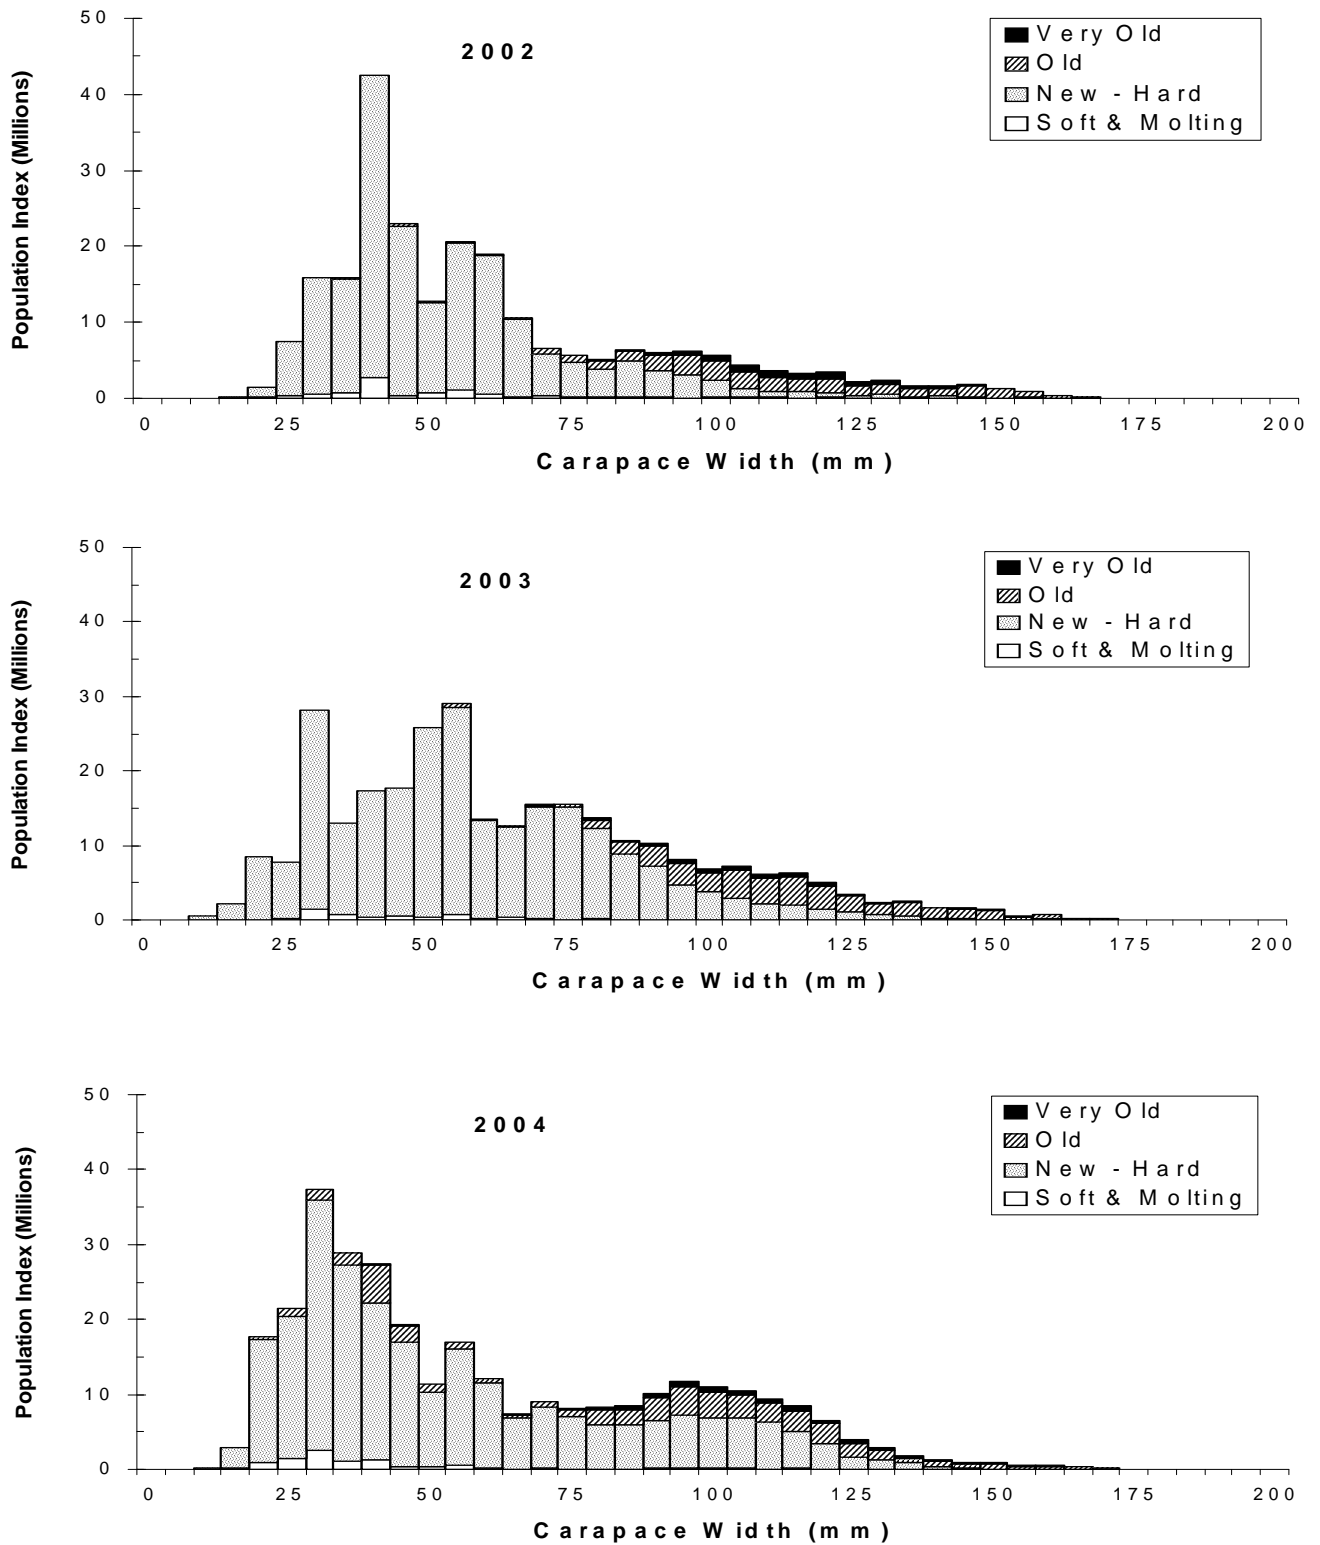 2002
Very Old
Old
New - Hard
Soft & Molting
Population Index (Millions)
50
40
30
20
10
0
0 25 50 75 100 125 150 175 200
Carapace Width (mm)
2003
Very Old
Old
New - Hard
Soft & Molting
Population Index (Millions)
50
40
30
20
10
0
0 25 50 75 100 125 150 175 200
Carapace Width (mm)
2004
Very Old
Old
New - Hard
Soft & Molting
Population Index (Millions)
50
40
30
20
10
0
0 25 50 75 100 125 150 175 200
Carapace Width (mm)